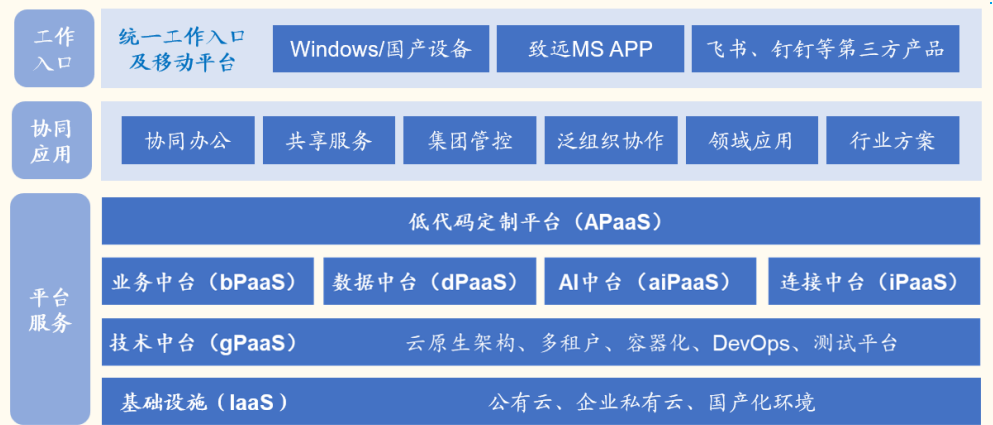 工作
入口
统一工作入口
及移动平台
Windows/国产设备
致远MS APP
飞书、钉钉等第三方产品
协同
应用
协同办公
共享服务
集团管控
泛组织协作
领域应用
行业方案
平台
服务
低代码定制平台（APaaS）
业务中台（bPaaS）
数据中台（dPaaS）
AI中台（aiPaaS）
连接中台（iPaaS）
技术中台（gPaaS） 云原生架构、多租户、容器化、DevOps、测试平台
基础设施（IaaS） 公有云、企业私有云、国产化环境